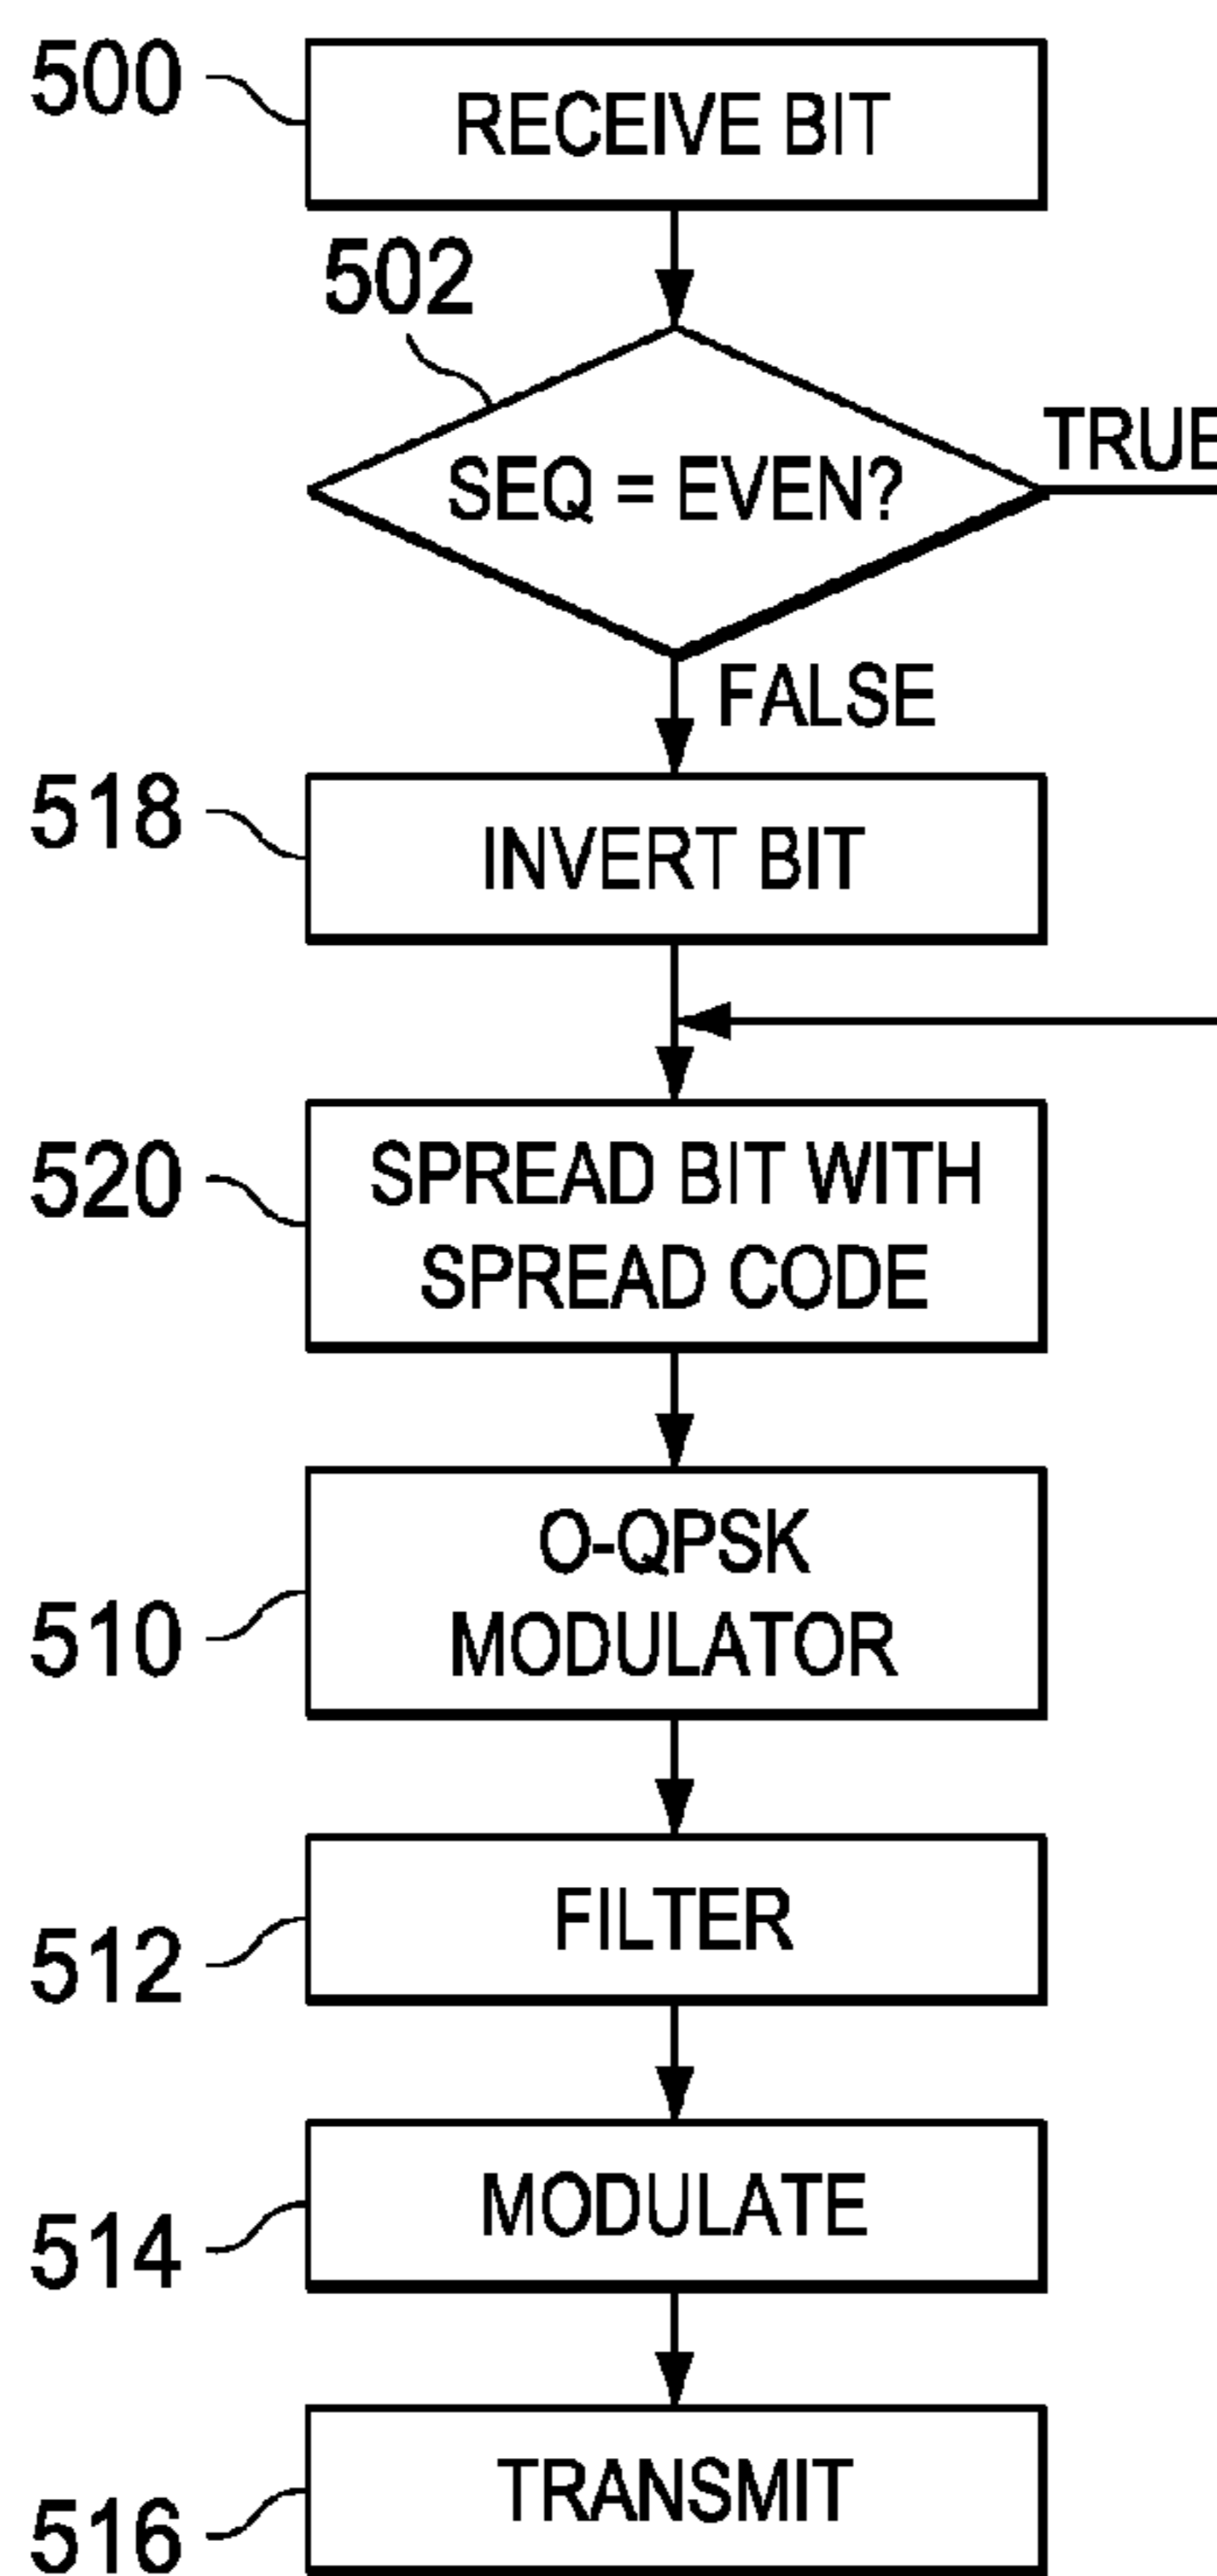 500
RECEIVE BIT
502
SEQ = EVEN?
TRUE
FALSE
518
INVERT BIT
520
SPREAD BIT WITH
SPREAD CODE
O-QPSK
MODULATOR
510
FILTER
512
MODULATE
514
TRANSMIT
516